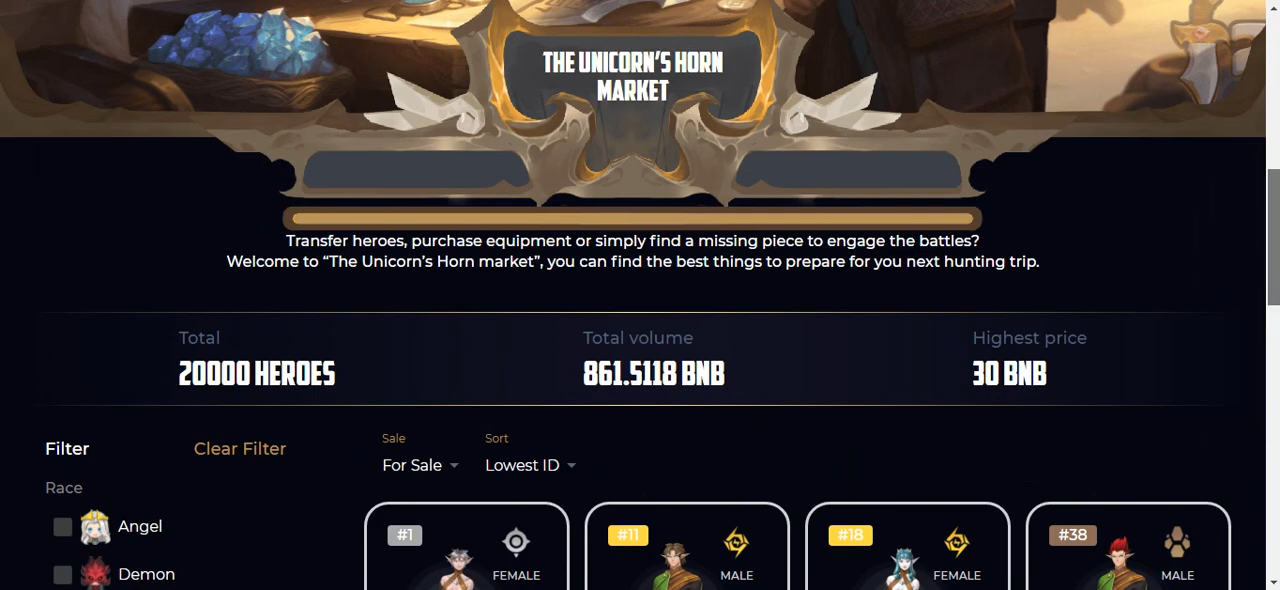 THE UNICORN'S HORN
MARKET
Transfer heroes, purchase equipment or simply find a missing piece to engage the battles?
Welcome to “The Unicorn's Horn market”, you can find the best things to prepare for you next hunting trip.
Total
20000 HEROES
Total volume
861.5118 BNB
Highest price
30 BNB
Filter
Clear Filter
Race
Angel
Demon
Sale
For Sale
Sort
Lowest ID
#1
FEMALE
#11
MALE
#18
FEMALE
#38
MALE